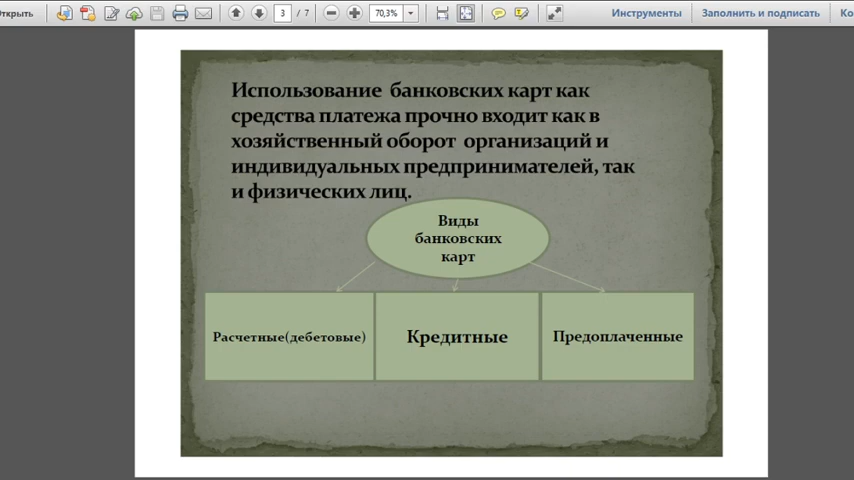 Открыть
3 / 7
70,3%
Инструменты
Заполнить и подписать
Ко
Использование банковских карт как
средства платежа прочно входит как в
хозяйственный оборот организаций и
индивидуальных предпринимателей, так
и физических лиц.
Виды
банковских
карт
Расчетные(дебетовые)
Кредитные
Предоплаченные